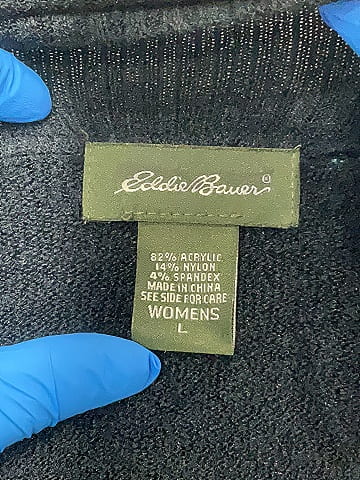 Eddie Bauer®
82% ACRYLIC
14% NYLON
4% SPANDEX
MADE IN CHINA
SEE SIDE FOR CARE
WOMENS
L